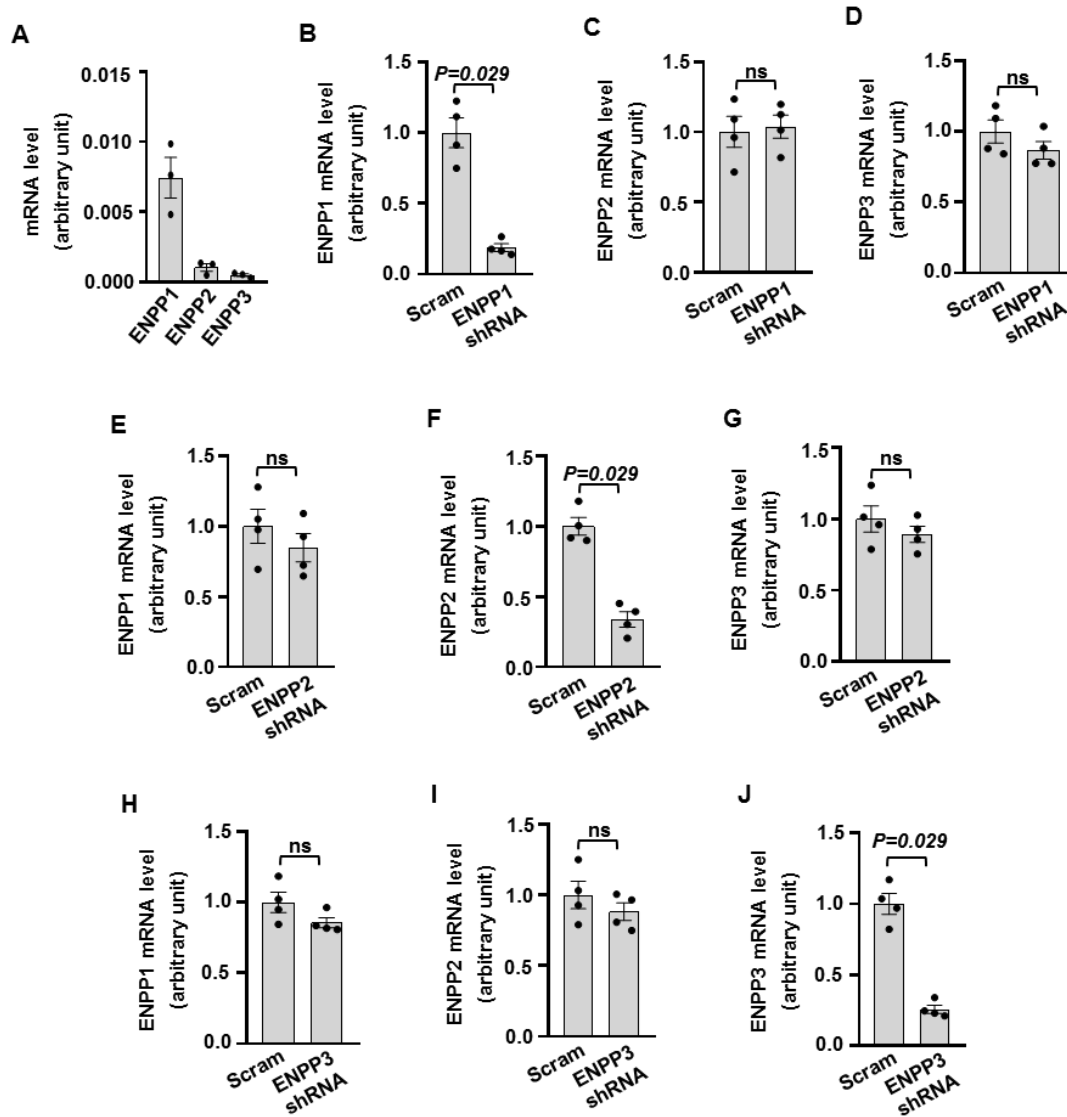 A
mRNA level
(arbitrary unit)
0.015
0.010
0.005
0.000
ENPP1
ENPP2
ENPP3
B
ENPP1 mRNA level
(arbitrary unit)
P=0.029
1.0
0.5
0.0
Scram
ENPP1
shRNA
C
ENPP2 mRNA level
(arbitrary unit)
1.5
1.0
0.5
0.0
ns
Scram
ENPP1
shRNA
D
ENPP3 mRNA level
(arbitrary unit)
1.5
1.0
0.5
0.0
ns
Scram
ENPP1
shRNA
E
ENPP1 mRNA level
(arbitrary unit)
1.5
1.0
0.5
0.0
ns
Scram
ENPP2
shRNA
F
ENPP2 mRNA level
(arbitrary unit)
1.5
1.0
0.5
0.0
P=0.029
Scram
ENPP2
shRNA
G
ENPP3 mRNA level
(arbitrary unit)
1.5
1.0
0.5
0.0
ns
Scram
ENPP2
shRNA
H
ENPP1 mRNA level
(arbitrary unit)
1.5
1.0
0.5
0.0
ns
Scram
ENPP3
shRNA
I
ENPP2 mRNA level
(arbitrary unit)
1.5
1.0
0.5
0.0
ns
Scram
ENPP3
shRNA
J
ENPP3 mRNA level
(arbitrary unit)
1.5
1.0
0.5
0.0
P=0.029
Scram
ENPP3
shRNA